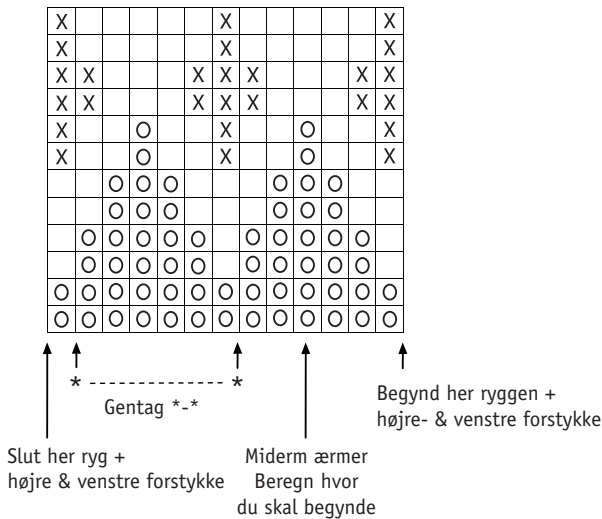 * - - - - - - - - - - - - - - *
Gentag *-*
Begynd her ryggen +
højre- & venstre forstykke
Slut her ryg +
højre & venstre forstykke
Miderm ærmer
Beregn hvor
du skal begynde